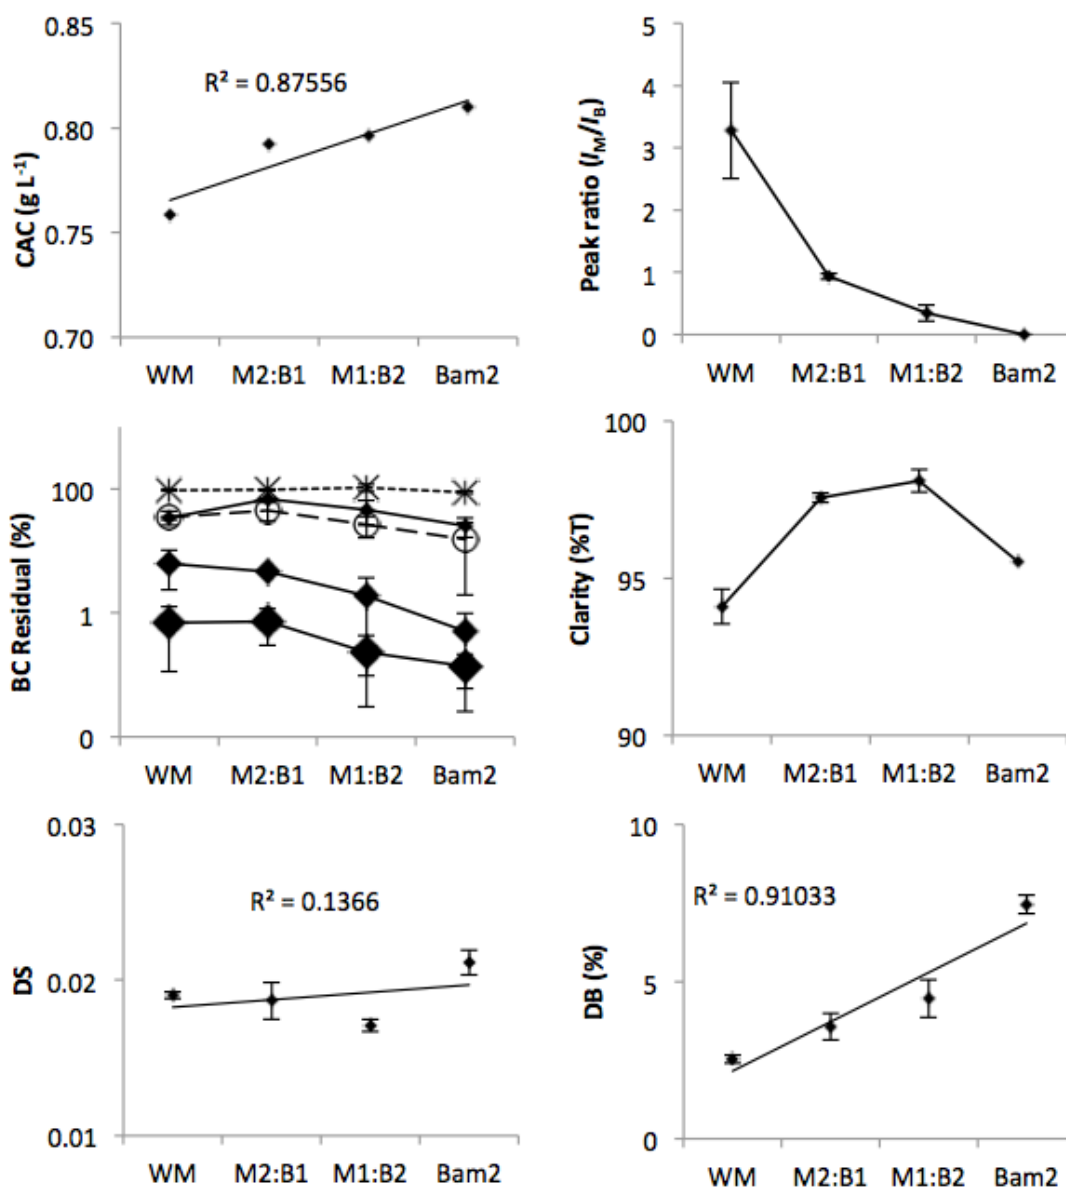 0.85
0.80
0.75
0.70
CAC (g L⁻¹)
R² = 0.87556
WM M2:B1 M1:B2 Bam2
5
4
3
2
1
0
Peak ratio (I_M/I_B)
WM M2:B1 M1:B2 Bam2
100
1
0
BC Residual (%)
WM M2:B1 M1:B2 Bam2
100
95
90
Clarity (%T)
WM M2:B1 M1:B2 Bam2
0.03
0.02
0.01
DS
R² = 0.1366
WM M2:B1 M1:B2 Bam2
10
5
0
DB (%)
R² = 0.91033
WM M2:B1 M1:B2 Bam2